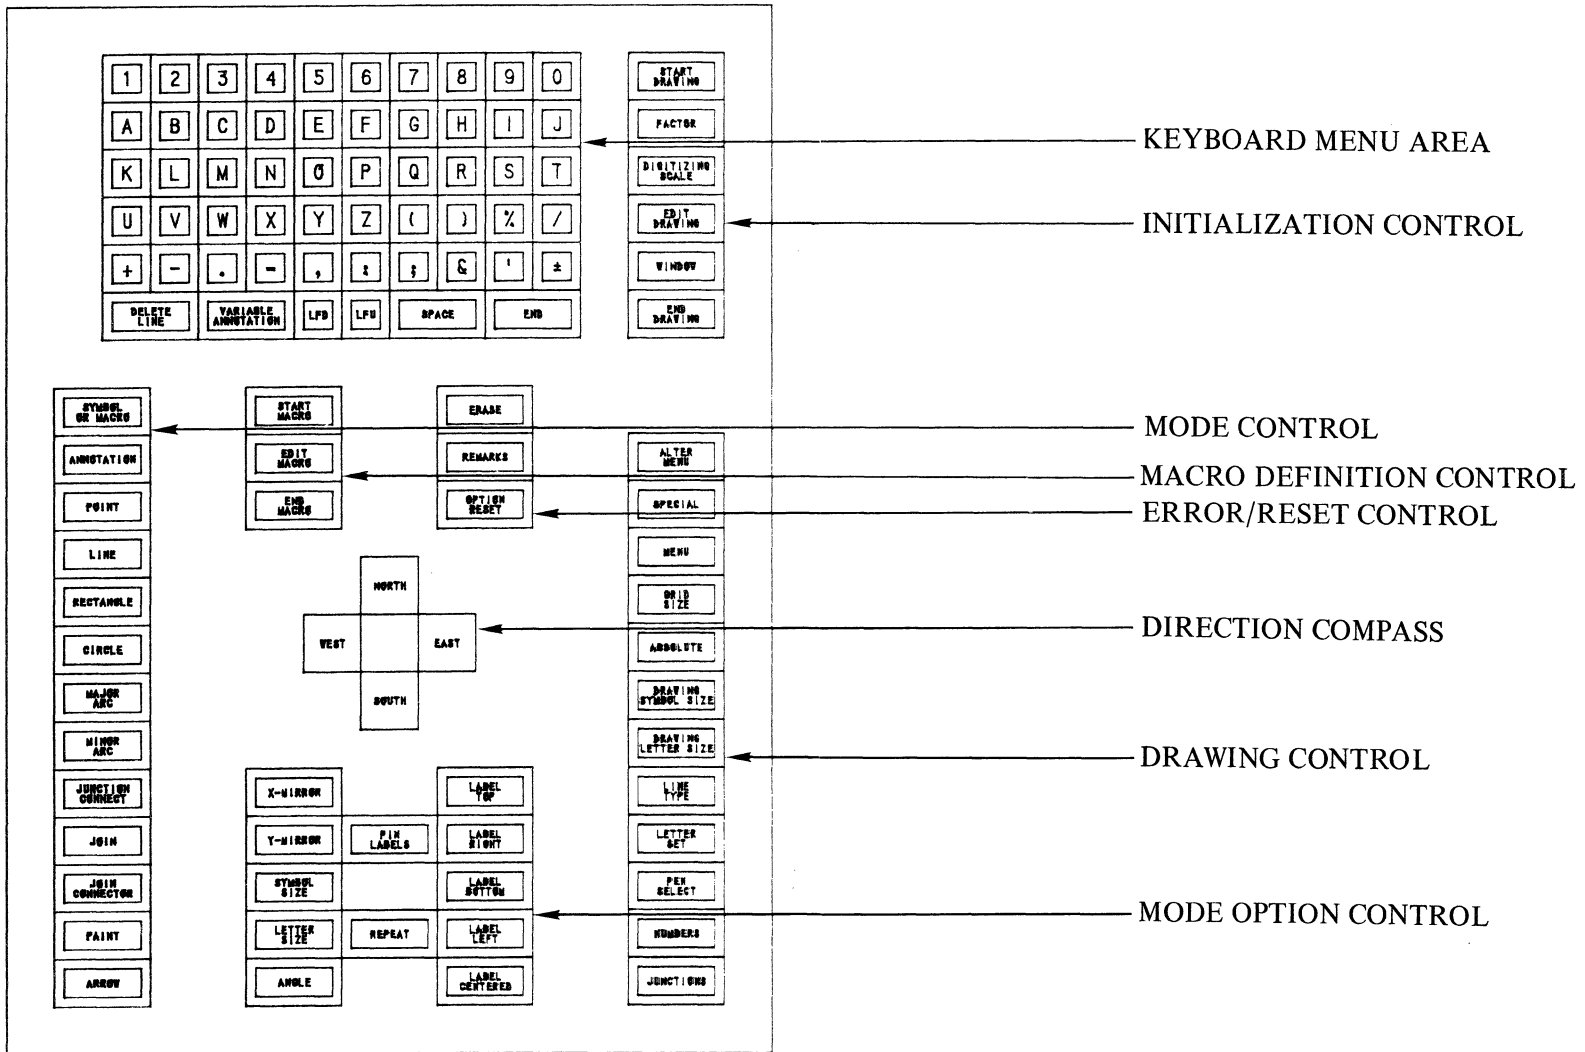 1 2 3 4 5 6 7 8 9 0
A B C D E F G H I J
K L M N O P Q R S T
U V W X Y Z ( ) % /
+ - . = , : ; & ' ±
DELETE
LINE
VARIABLE
ANNOTATION
LFD
LFU
SPACE
END
START
DRAWING
FACTOR
DIGITIZING
SCALE
EDIT
DRAWING
WINDOW
END
DRAWING
KEYBOARD MENU AREA
INITIALIZATION CONTROL
SYMBOL
OR MACRO
ANNOTATION
POINT
LINE
RECTANGLE
CIRCLE
MAJOR
ARC
MINOR
ARC
JUNCTION
CONNECT
JOIN
JOIN
CONNECTOR
PAINT
ARROW
START
MACRO
EDIT
MACRO
END
MACRO
ERASE
REMARKS
OPTION
RESET
NORTH
WEST
EAST
SOUTH
X-MIRROR
Y-MIRROR
SYMBOL
SIZE
LETTER
SIZE
ANGLE
PIN
LABELS
REPEAT
LABEL
TOP
LABEL
RIGHT
LABEL
BOTTOM
LABEL
LEFT
LABEL
CENTERED
ALTER
MENU
SPECIAL
MENU
GRID
SIZE
ABSOLUTE
DRAWING
SYMBOL SIZE
DRAWING
LETTER SIZE
LINE
TYPE
LETTER
SET
PEN
SELECT
NUMBERS
JUNCTIONS
MODE CONTROL
MACRO DEFINITION CONTROL
ERROR/RESET CONTROL
DIRECTION COMPASS
DRAWING CONTROL
MODE OPTION CONTROL